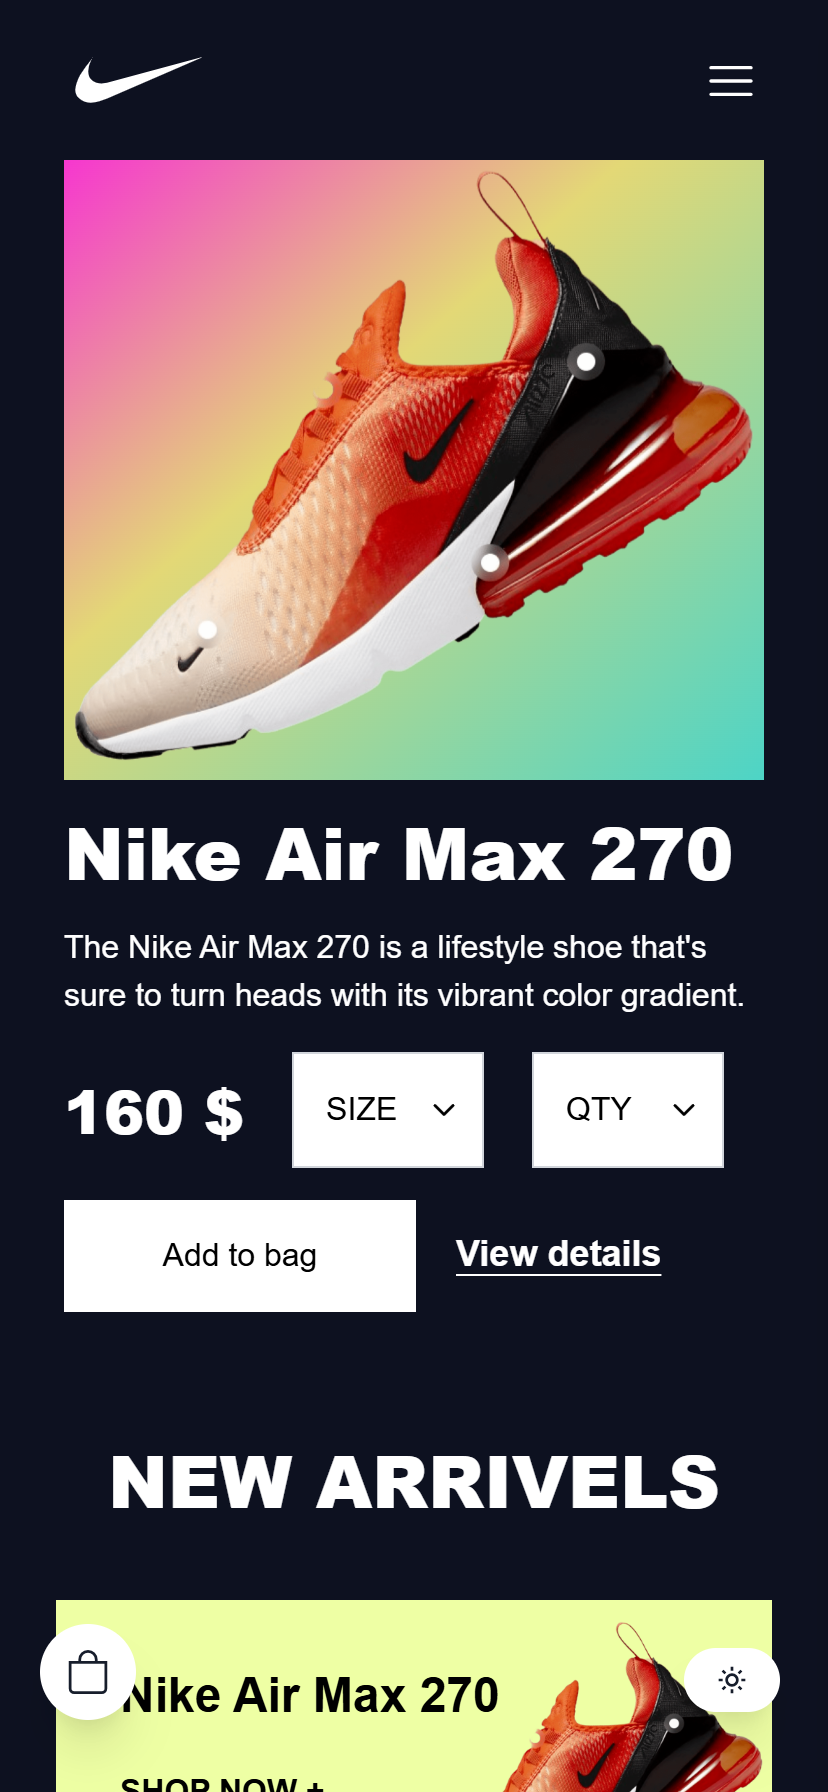 Nike Air Max 270
The Nike Air Max 270 is a lifestyle shoe that's
sure to turn heads with its vibrant color gradient.
160 $
SIZE
QTY
Add to bag
View details
NEW ARRIVELS
Nike Air Max 270
SHOP NOW +